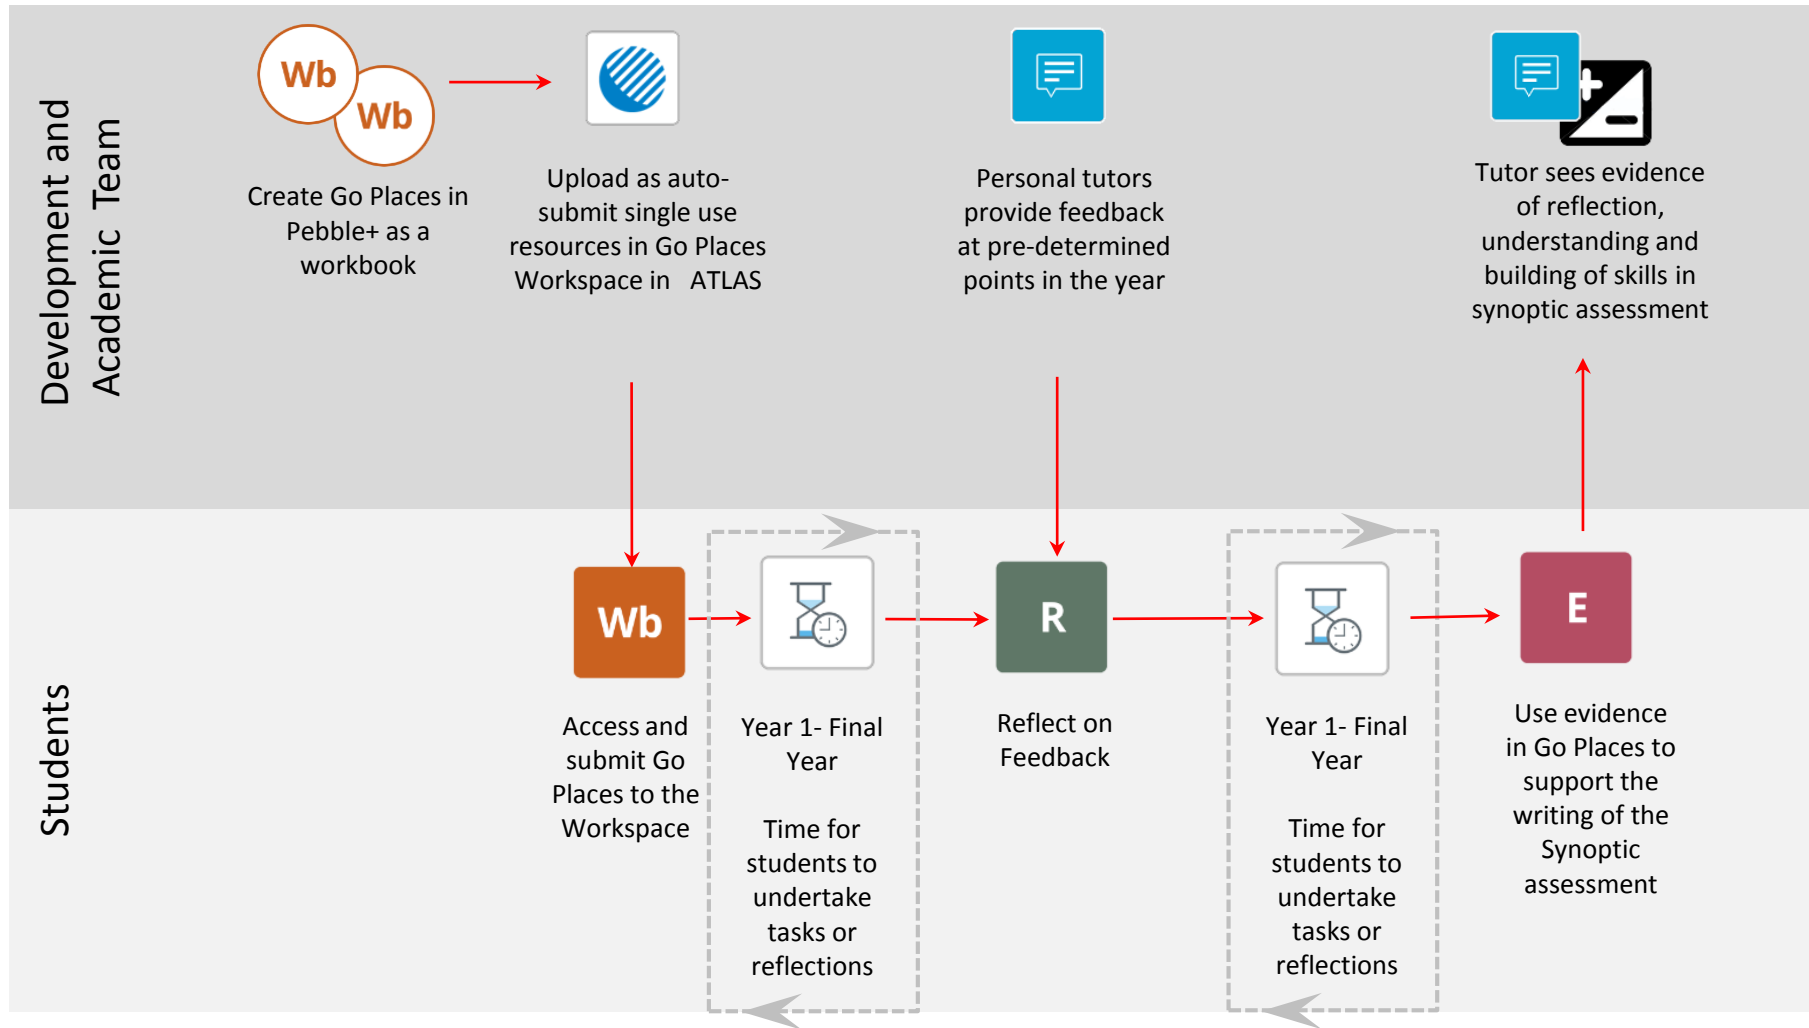 Development and
Academic Team
Wb
Wb
Create Go Places in
Pebble+ as a
workbook
Upload as auto-
submit single use
resources in Go Places
Workspace in ATLAS
Personal tutors
provide feedback
at pre-determined
points in the year
Tutor sees evidence
of reflection,
understanding and
building of skills in
synoptic assessment
Students
Wb
Access and
submit Go
Places to the
Workspace
Year 1- Final
Year
Time for
students to
undertake
tasks or
reflections
R
Reflect on
Feedback
Year 1- Final
Year
Time for
students to
undertake
tasks or
reflections
E
Use evidence
in Go Places to
support the
writing of the
Synoptic
assessment